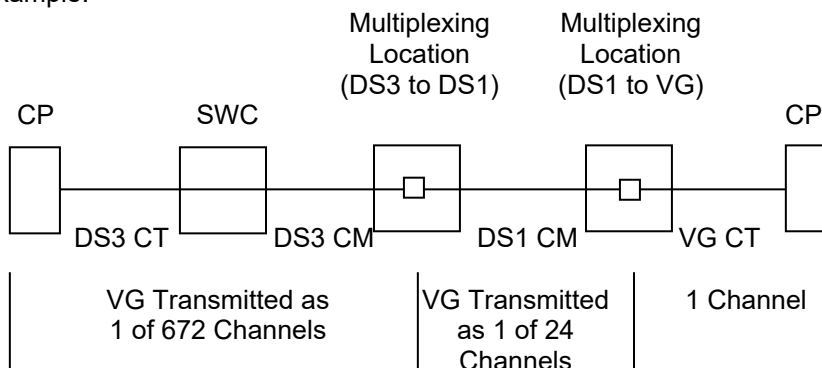 Multiplexing Location (DS3 to DS1)
Multiplexing Location (DS1 to VG)
CP
SWC
CP
DS3 CT
DS3 CM
DS1 CM
VG CT
VG Transmitted as
1 of 672 Channels
VG Transmitted
as 1 of 24
Channels
1 Channel